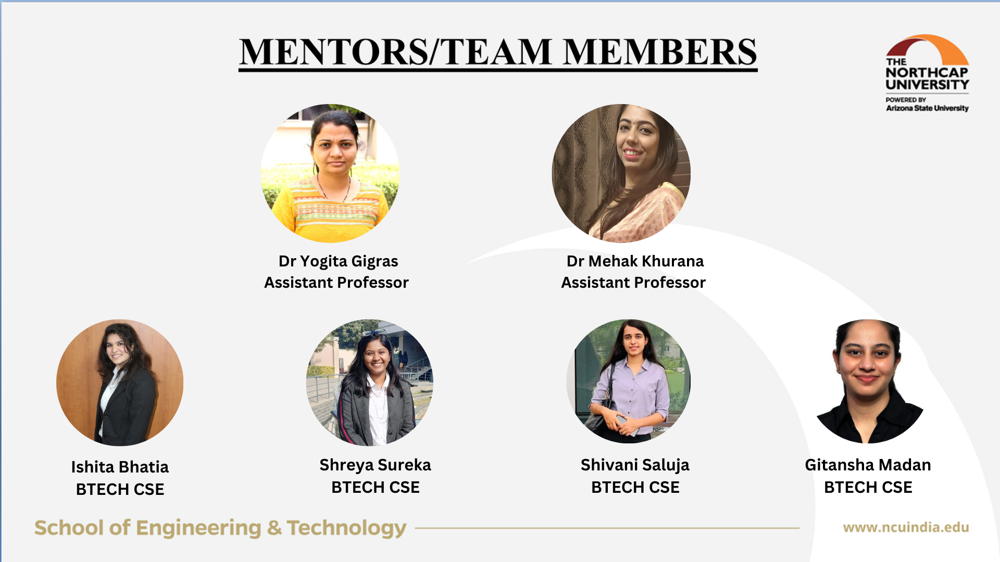 MENTORS/TEAM MEMBERS
THE
NORTHCAP
UNIVERSITY
POWERED BY
Arizona State University
Dr Yogita Gigras
Assistant Professor
Dr Mehak Khurana
Assistant Professor
Ishita Bhatia
BTECH CSE
Shreya Sureka
BTECH CSE
Shivani Saluja
BTECH CSE
Gitansha Madan
BTECH CSE
School of Engineering & Technology
www.ncuindia.edu